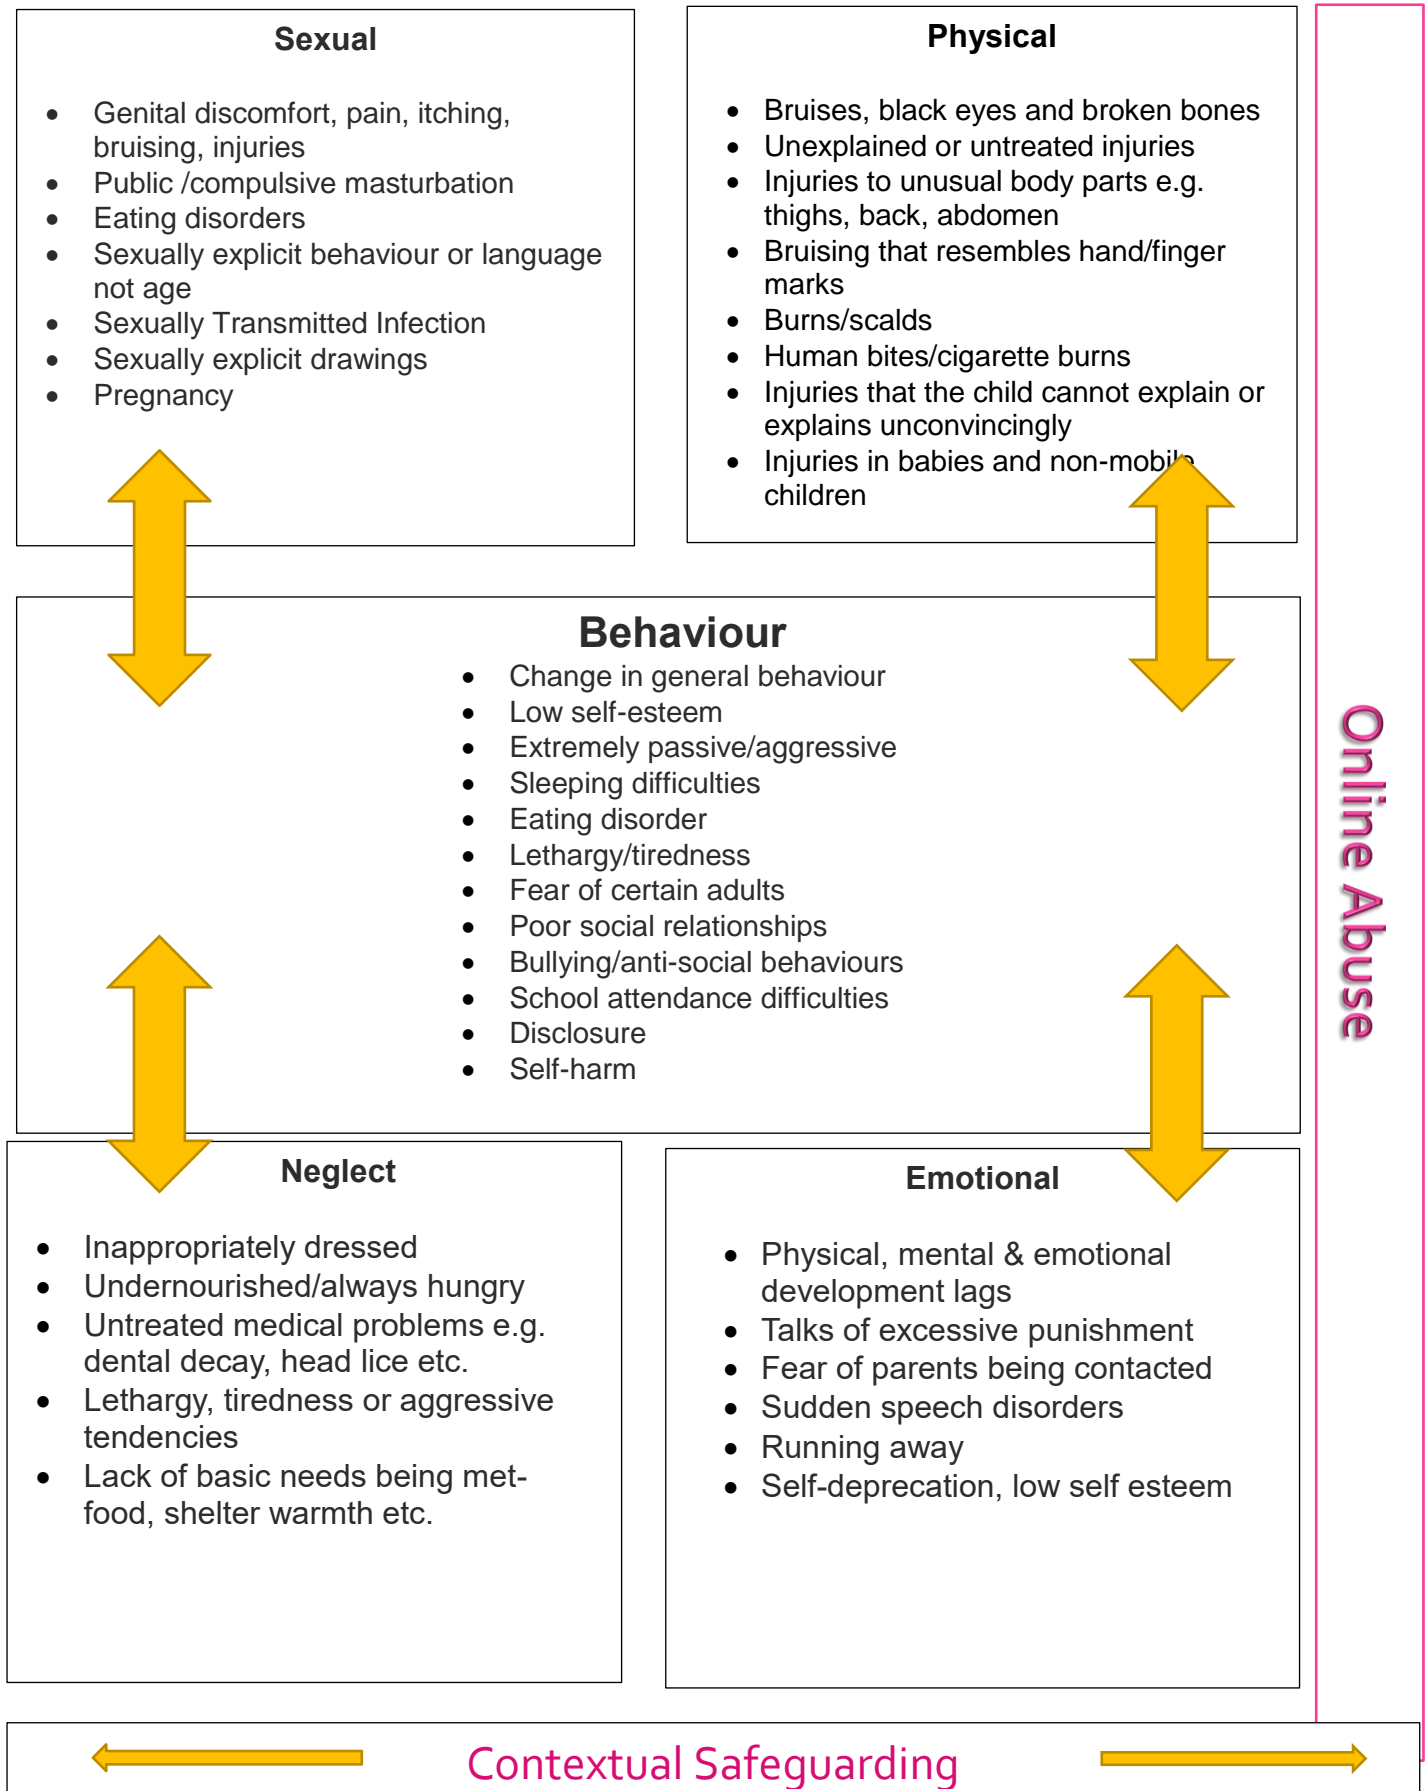 Sexual
• Genital discomfort, pain, itching,
bruising, injuries
• Public /compulsive masturbation
• Eating disorders
• Sexually explicit behaviour or language
not age
• Sexually Transmitted Infection
• Sexually explicit drawings
• Pregnancy
Physical
• Bruises, black eyes and broken bones
• Unexplained or untreated injuries
• Injuries to unusual body parts e.g.
thighs, back, abdomen
• Bruising that resembles hand/finger
marks
• Burns/scalds
• Human bites/cigarette burns
• Injuries that the child cannot explain or
explains unconvincingly
• Injuries in babies and non-mobile
children
Behaviour
• Change in general behaviour
• Low self-esteem
• Extremely passive/aggressive
• Sleeping difficulties
• Eating disorder
• Lethargy/tiredness
• Fear of certain adults
• Poor social relationships
• Bullying/anti-social behaviours
• School attendance difficulties
• Disclosure
• Self-harm
Neglect
• Inappropriately dressed
• Undernourished/always hungry
• Untreated medical problems e.g.
dental decay, head lice etc.
• Lethargy, tiredness or aggressive
tendencies
• Lack of basic needs being met-
food, shelter warmth etc.
Emotional
• Physical, mental & emotional
development lags
• Talks of excessive punishment
• Fear of parents being contacted
• Sudden speech disorders
• Running away
• Self-deprecation, low self esteem
Online Abuse
Contextual Safeguarding